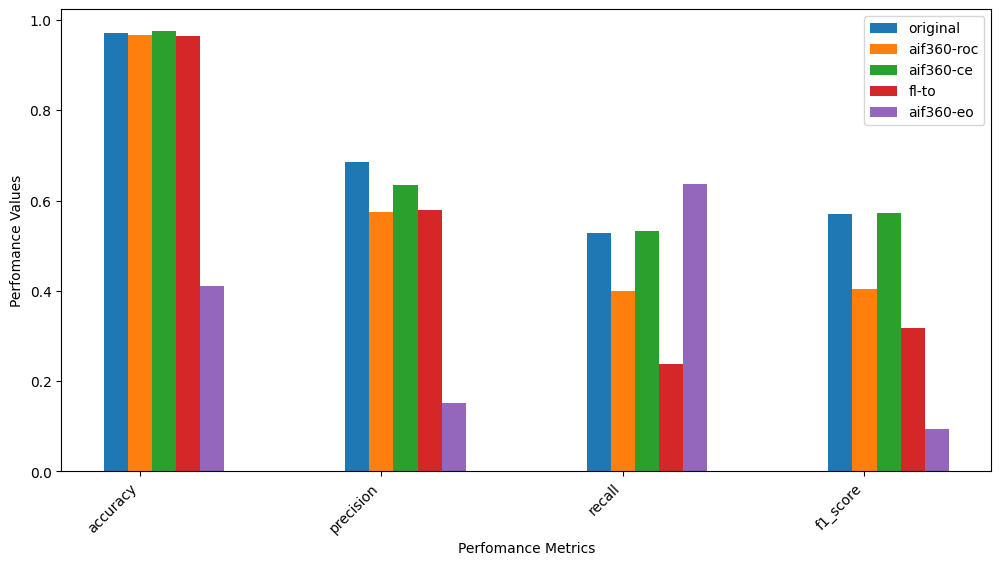 1.0
0.8
0.6
0.4
0.2
0.0
Perfomance Values
original
aif360-roc
aif360-ce
fl-to
aif360-eo
accuracy
precision
recall
f1_score
Perfomance Metrics